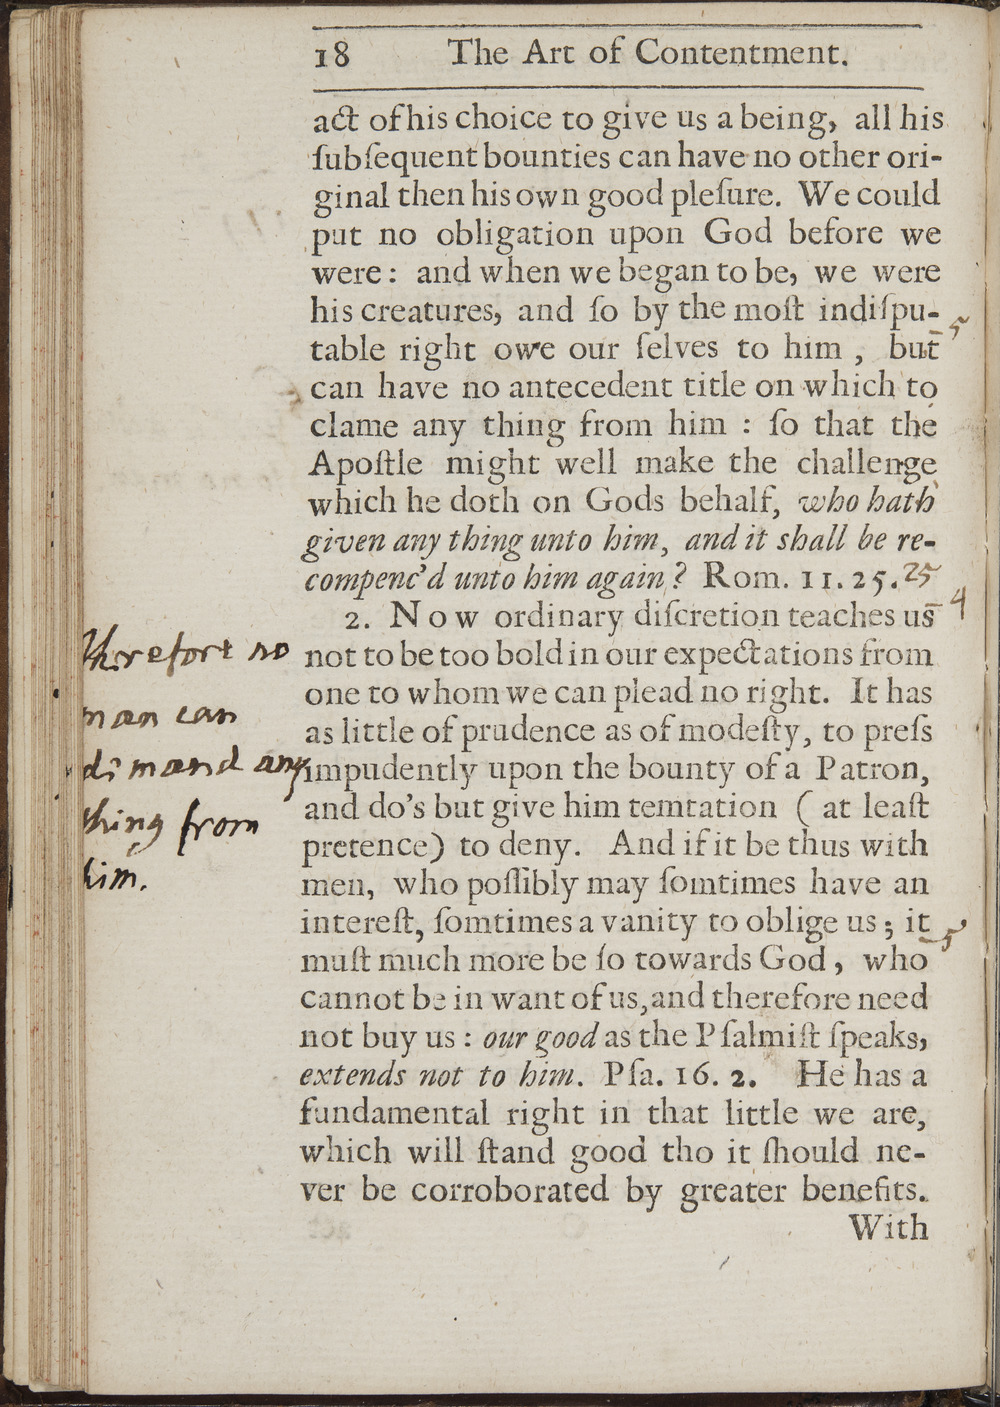 18 The Art of Contentment.
act of his choice to give us a being, all his
ſubſequent bounties can have no other ori-
ginal then his own good pleſure. We could
put no obligation upon God before we
were: and when we began to be, we were
his creatures, and ſo by the moſt indiſpu-
table right owe our ſelves to him, but 5
can have no antecedent title on which to
clame any thing from him: ſo that the
Apoſtle might well make the challenge
which he doth on Gods behalf, who hath
given any thing unto him, and it shall be re-
compenc'd unto him again? Rom. 11. 25. 25
2. Now ordinary diſcretion teaches us 4
not to be too bold in our expectations from
one to whom we can plead no right. It has
as little of prudence as of modeſty, to preſs
impudently upon the bounty of a Patron,
and do's but give him temtation (at leaſt
pretence) to deny. And if it be thus with
men, who poſſibly may ſomtimes have an
intereſt, ſomtimes a vanity to oblige us; it 5
muſt much more be ſo towards God, who
cannot be in want of us, and therefore need
not buy us: our good as the Pſalmiſt ſpeaks,
extends not to him. Pſa. 16. 2. He has a
fundamental right in that little we are,
which will ſtand good tho it ſhould ne-
ver be corroborated by greater benefits.
With
therefore no
man can
dimand any
thing from
him.